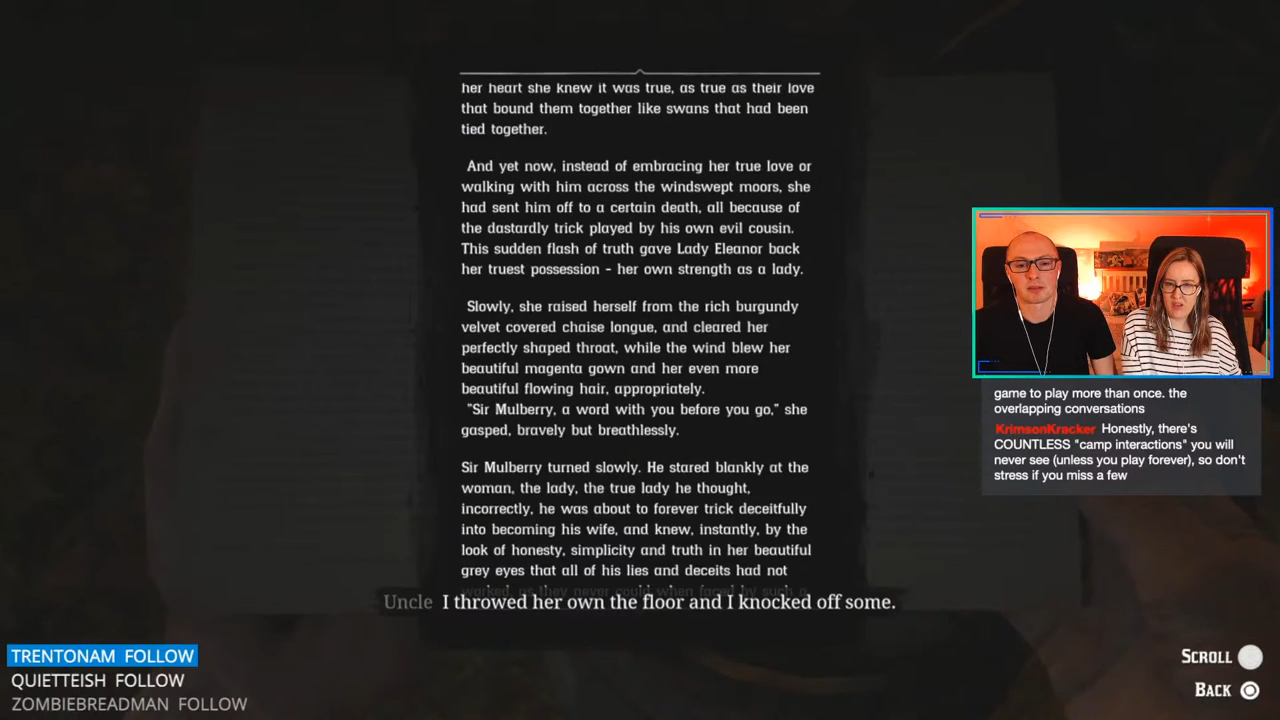 her heart she knew it was true, as true as their love
that bound them together like swans that had been
tied together.
And yet now, instead of embracing her true love or
walking with him across the windswept moors, she
had sent him off to a certain death, all because of
the dastardly trick played by his own evil cousin.
This sudden flash of truth gave Lady Eleanor back
her truest possession - her own strength as a lady.
Slowly, she raised herself from the rich burgundy
velvet covered chaise longue, and cleared her
perfectly shaped throat, while the wind blew her
beautiful magenta gown and her even more
beautiful flowing hair, appropriately.
"Sir Mulberry, a word with you before you go," she
gasped, bravely but breathlessly.
Sir Mulberry turned slowly. He stared blankly at the
woman, the lady, the true lady he thought,
incorrectly, he was about to forever trick deceitfully
into becoming his wife, and knew, instantly, by the
look of honesty, simplicity and truth in her beautiful
grey eyes that all of his lies and deceits had not
worked, as they never could when faced by such a
Uncle I throwed her own the floor and I knocked off some.
game to play more than once. the
overlapping conversations
KrimsonKracker Honestly, there's
COUNTLESS "camp interactions" you will
never see (unless you play forever), so don't
stress if you miss a few
TRENTONAM FOLLOW
QUIETTEISH FOLLOW
ZOMBIEBREADMAN FOLLOW
SCROLL
BACK